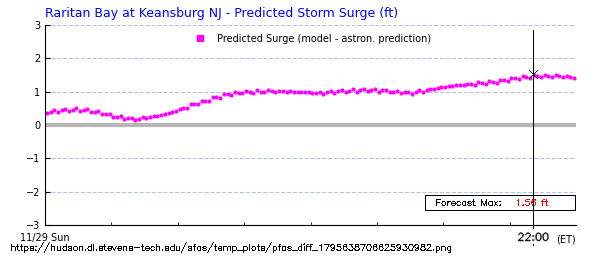 Raritan Bay at Keansburg NJ - Predicted Storm Surge (ft)
3
Predicted Surge (model - astron. prediction)
2
1
0
−1
−2
Forecast Max: 1.56 ft
−3
11/29 Sun 22:00 (ET)
https://hudson.dl.stevens-tech.edu/sfas/temp_plots/pfas_diff_1795638706625930982.png